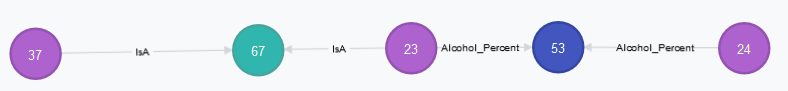 37 IsA 67 IsA 23 Alcohol_Percent 53 Alcohol_Percent 24